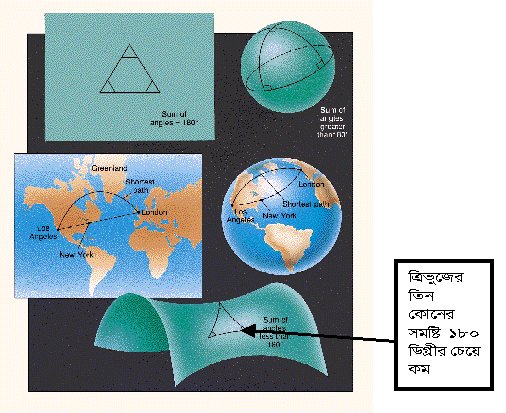 Sum of
angles = 180°
Sum of
angles
greater
than 180°
Greenland
Shortest
path
London
Los
Angeles
New York
London
Shortest path
Los
Angeles
New York
Sum of
angles
less than
180
ত্রিভুজের
তিন
কোনের
সমষ্টি ১৮০
ডিগ্রীর চেয়ে
কম